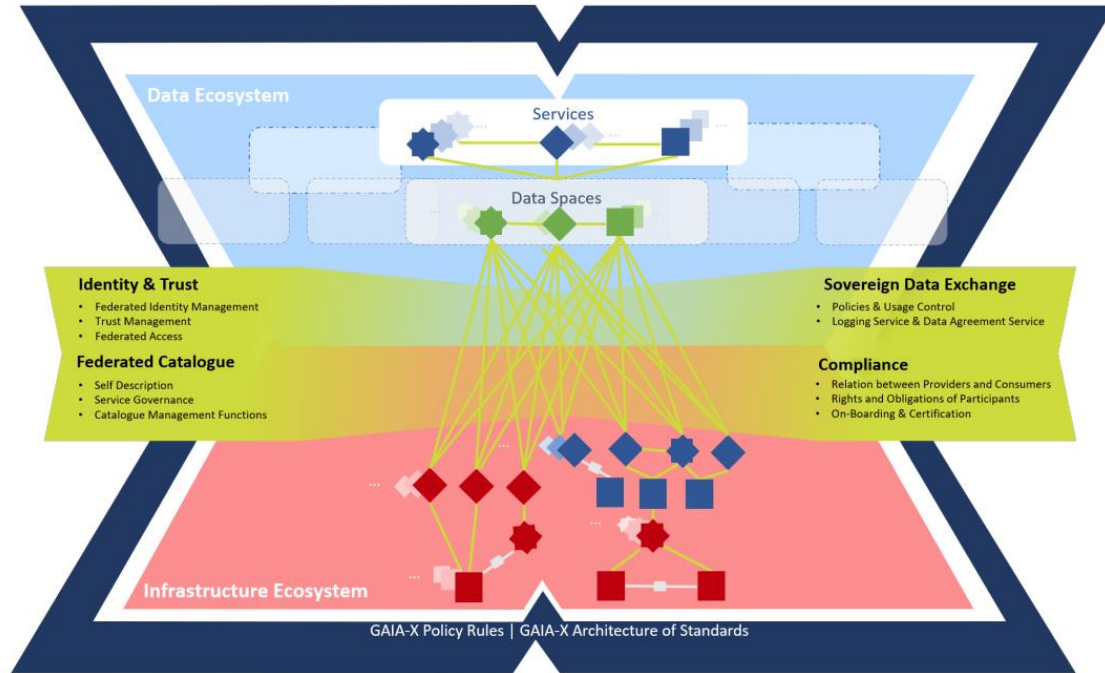 Data Ecosystem
Services
...
...
...
Data Spaces
Identity & Trust
• Federated Identity Management
• Trust Management
• Federated Access
Federated Catalogue
• Self Description
• Service Governance
• Catalogue Management Functions
Sovereign Data Exchange
• Policies & Usage Control
• Logging Service & Data Agreement Service
Compliance
• Relation between Providers and Consumers
• Rights and Obligations of Participants
• On-Boarding & Certification
...
...
...
...
Infrastructure Ecosystem
GAIA-X Policy Rules | GAIA-X Architecture of Standards